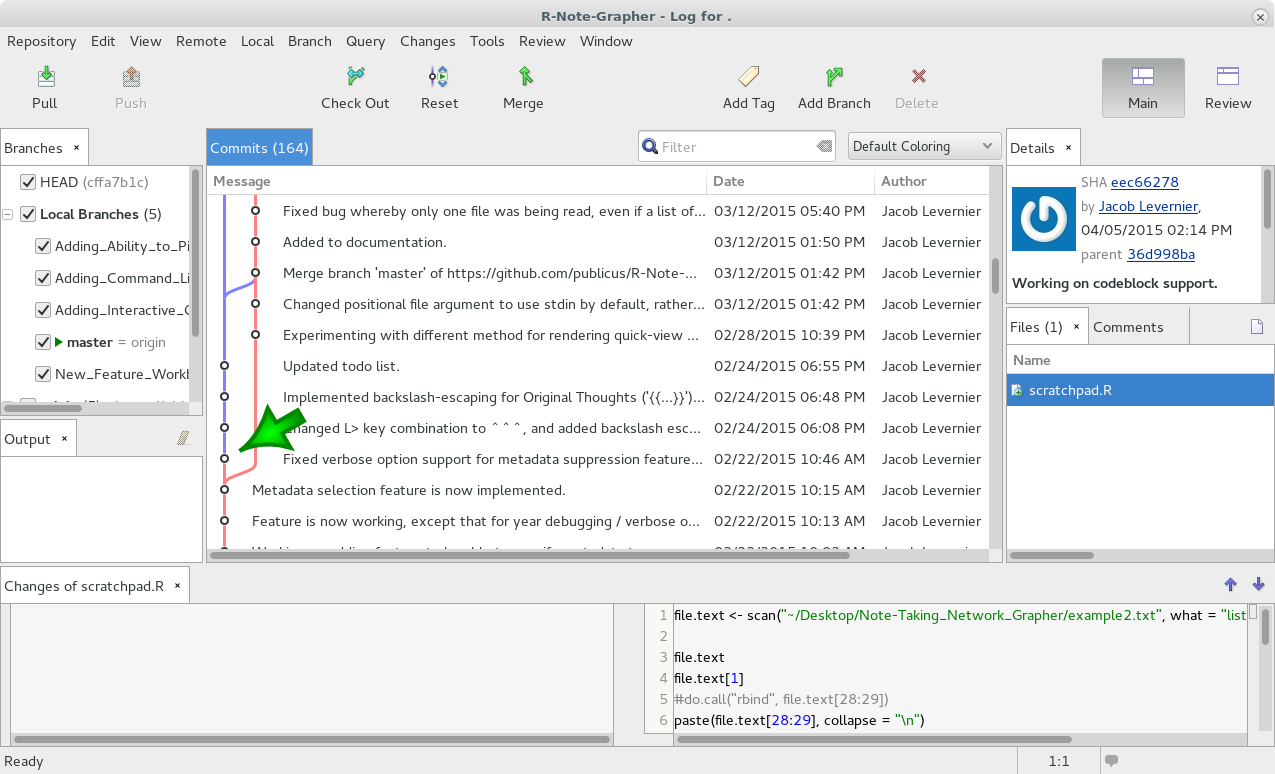 R-Note-Grapher - Log for .
Repository Edit View Remote Local Branch Query Changes Tools Review Window
Pull Push Check Out Reset Merge Add Tag Add Branch Delete Main Review
Branches × Commits (164) Filter Default Coloring Details ×
HEAD (cffa7b1c)
Local Branches (5)
Adding_Ability_to_Pi
Adding_Command_Li
Adding_Interactive_C
master = origin
New_Feature_Workb
Output ×
Message Date Author
Fixed bug whereby only one file was being read, even if a list of... 03/12/2015 05:40 PM Jacob Levernier
Added to documentation. 03/12/2015 01:50 PM Jacob Levernier
Merge branch 'master' of https://github.com/publicus/R-Note-... 03/12/2015 01:42 PM Jacob Levernier
Changed positional file argument to use stdin by default, rather... 03/12/2015 01:42 PM Jacob Levernier
Experimenting with different method for rendering quick-view ... 02/28/2015 10:39 PM Jacob Levernier
Updated todo list. 02/24/2015 06:55 PM Jacob Levernier
Implemented backslash-escaping for Original Thoughts ('{{...}}')... 02/24/2015 06:48 PM Jacob Levernier
Changed L> key combination to ^^^, and added backslash esc... 02/24/2015 06:08 PM Jacob Levernier
Fixed verbose option support for metadata suppression feature... 02/22/2015 10:46 AM Jacob Levernier
Metadata selection feature is now implemented. 02/22/2015 10:15 AM Jacob Levernier
Feature is now working, except that for year debugging / verbose o... 02/22/2015 10:13 AM Jacob Levernier
SHA eec66278
by Jacob Levernier,
04/05/2015 02:14 PM
parent 36d998ba
Working on codeblock support.
Files (1) × Comments
Name
scratchpad.R
Changes of scratchpad.R ×
1 file.text <- scan("~/Desktop/Note-Taking_Network_Grapher/example2.txt", what = "list
2
3 file.text
4 file.text[1]
5 #do.call("rbind", file.text[28:29])
6 paste(file.text[28:29], collapse = "\n")
Ready 1:1